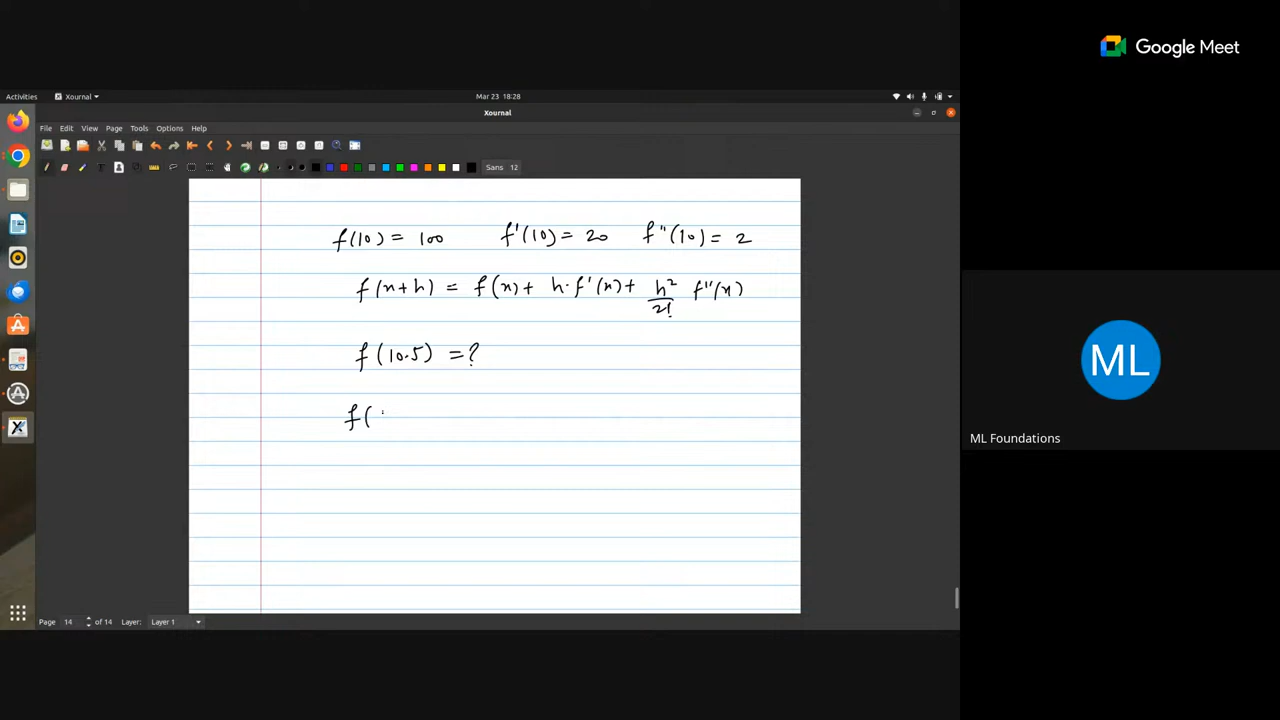 Google Meet
Activities Xournal Mar 23 18:28
Xournal
File Edit View Page Tools Options Help
Sans 12
f(10) = 100 f'(10) = 20 f"(10) = 2
f(x+h) = f(x) + h·f'(x) + h²/2! f"(x)
f(10.5) = ?
f(
ML
ML Foundations
Page 14 of 14 Layer: Layer 1